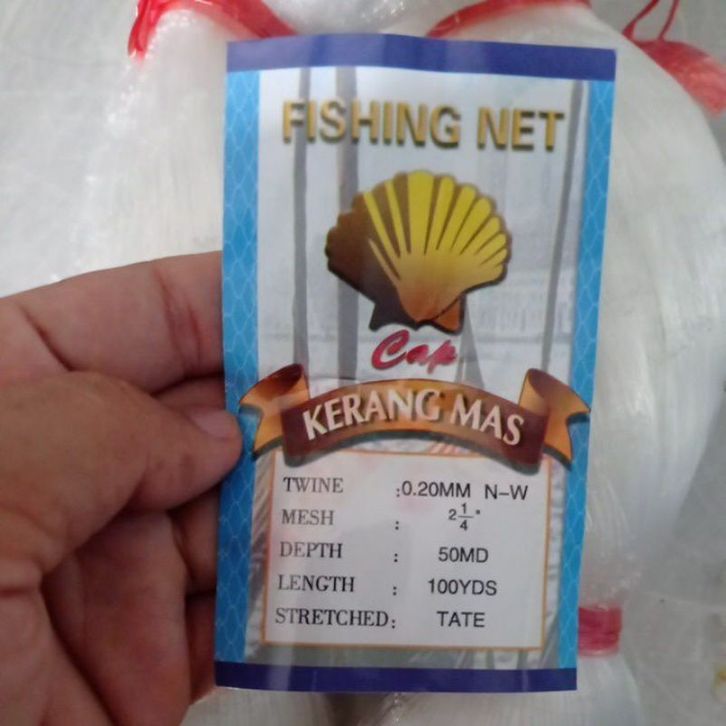 FISHING NET
Cap
KERANG MAS
TWINE :0.20MM N-W
MESH : 2 1/4"
DEPTH : 50MD
LENGTH : 100YDS
STRETCHED: TATE